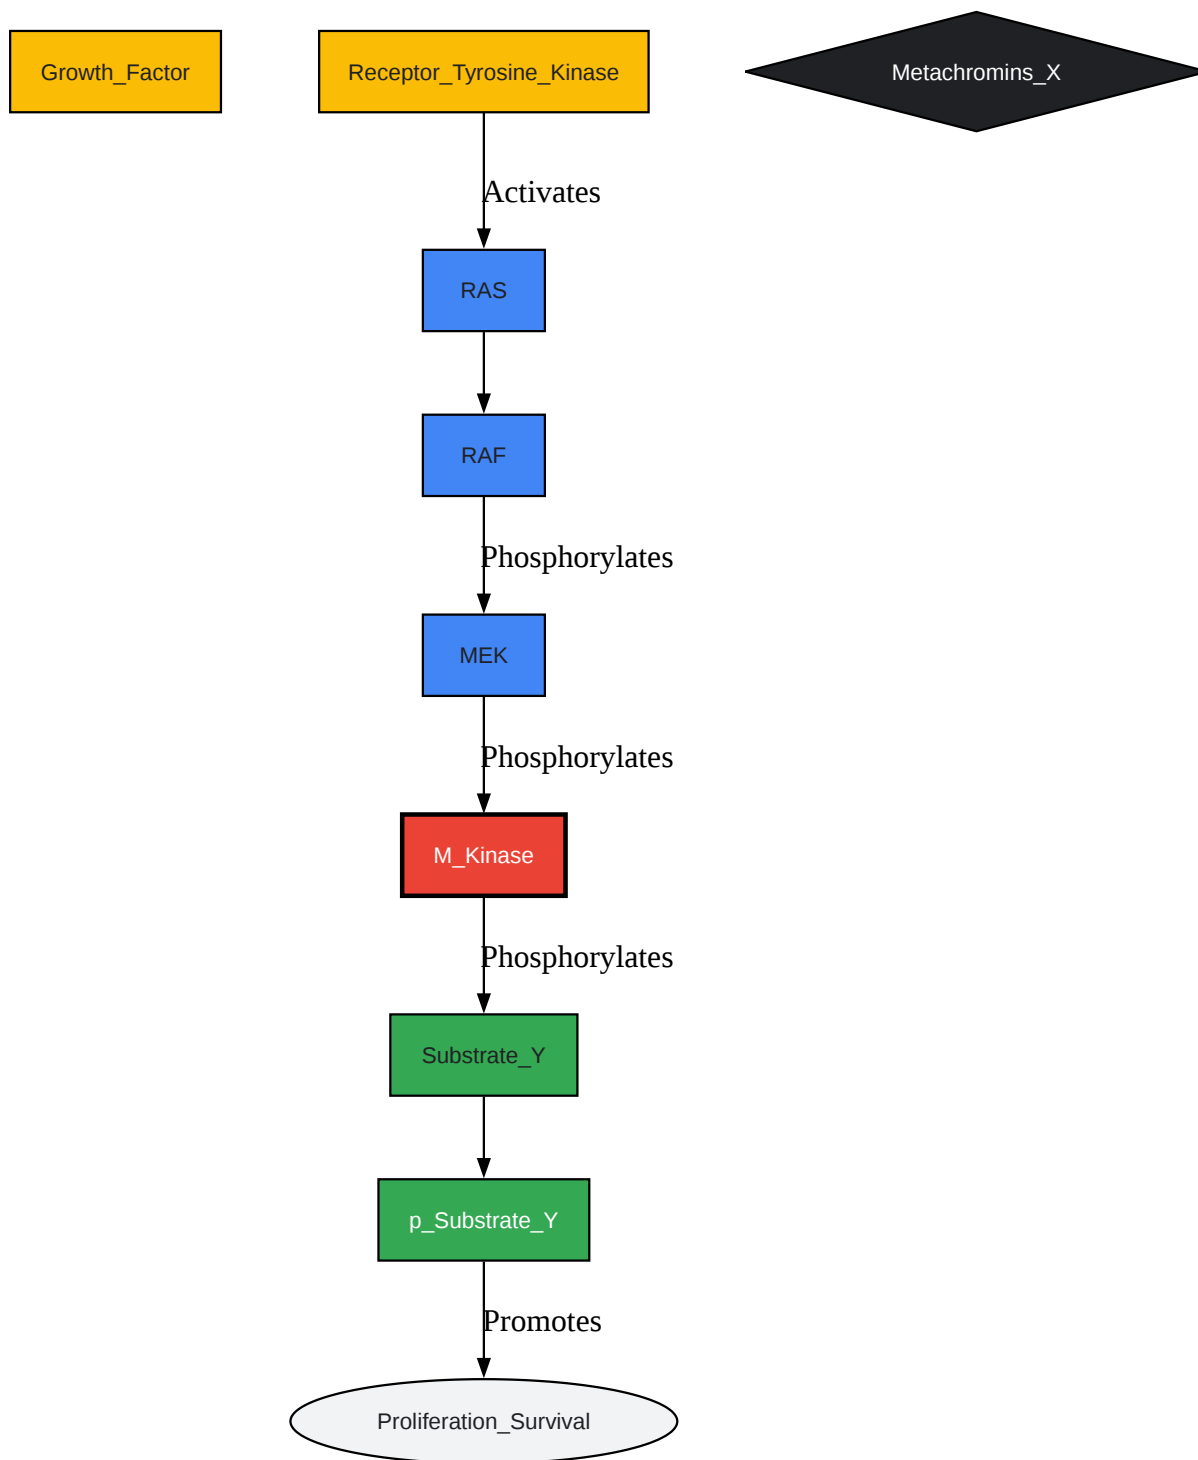 Growth_Factor
Receptor_Tyrosine_Kinase
Metachromins_X
Activates
RAS
RAF
Phosphorylates
MEK
Phosphorylates
M_Kinase
Phosphorylates
Substrate_Y
p_Substrate_Y
Promotes
Proliferation_Survival